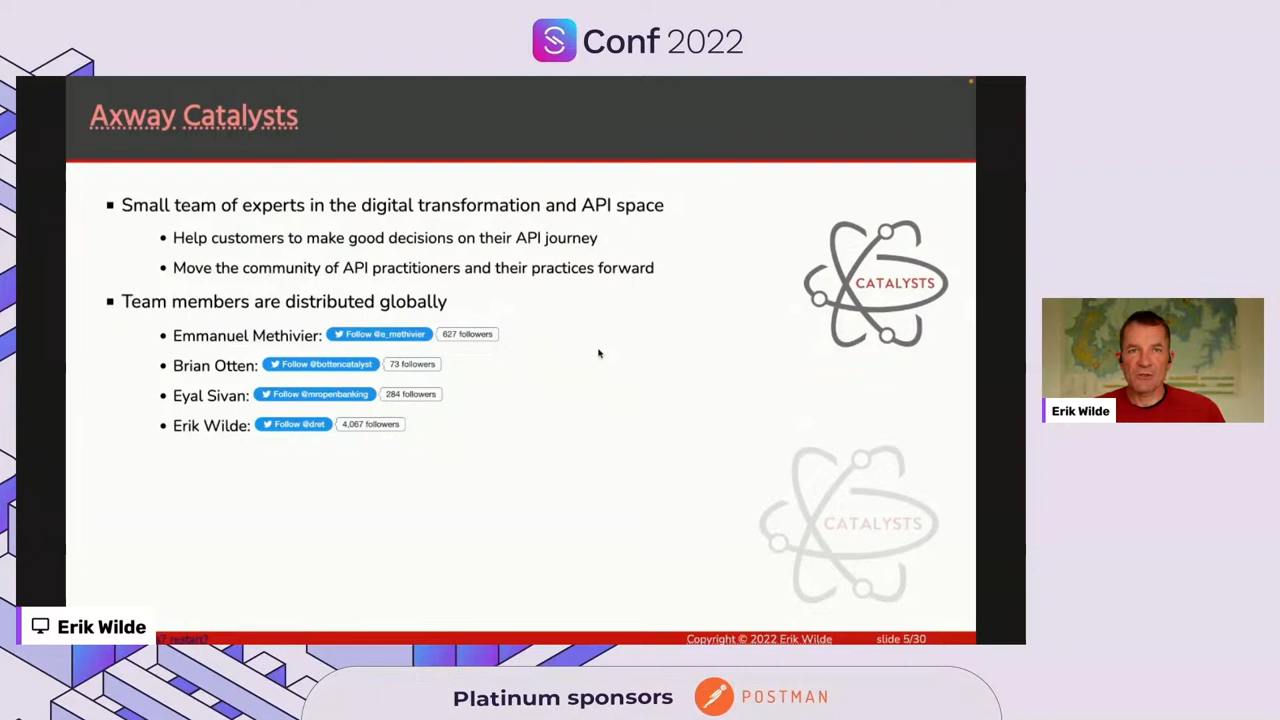 Conf 2022
Axway Catalysts
Small team of experts in the digital transformation and API space
Help customers to make good decisions on their API journey
Move the community of API practitioners and their practices forward
Team members are distributed globally
Emmanuel Methivier: Follow @e_methivier 627 followers
Brian Otten: Follow @bottencatalyst 73 followers
Eyal Sivan: Follow @mropenbanking 284 followers
Erik Wilde: Follow @dret 4,067 followers
CATALYSTS
CATALYSTS
Erik Wilde
Erik Wilde
? restart?
Copyright © 2022 Erik Wilde
slide 5/30
Platinum sponsors
POSTMAN